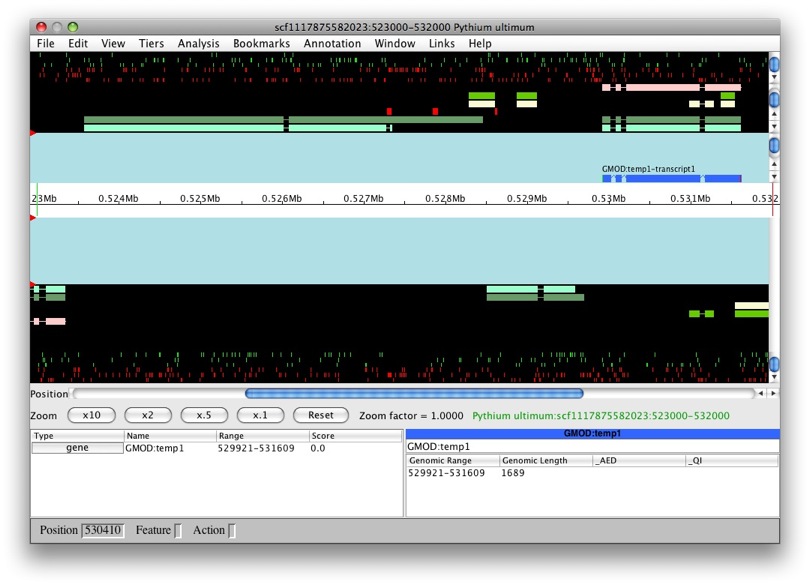 scf1117875582023:523000-532000 Pythium ultimum
File Edit View Tiers Analysis Bookmarks Annotation Window Links Help
GMOD:temp1-transcript1
23Mb 0.524Mb 0.525Mb 0.526Mb 0.527Mb 0.528Mb 0.529Mb 0.53Mb 0.531Mb 0.532
Position
Zoom x10 x2 x.5 x.1 Reset Zoom factor = 1.0000 Pythium ultimum:scf1117875582023:523000-532000
Type Name Range Score
gene GMOD:temp1 529921-531609 0.0
GMOD:temp1
GMOD:temp1
Genomic Range Genomic Length _AED _QI
529921-531609 1689
Position 530410 Feature Action